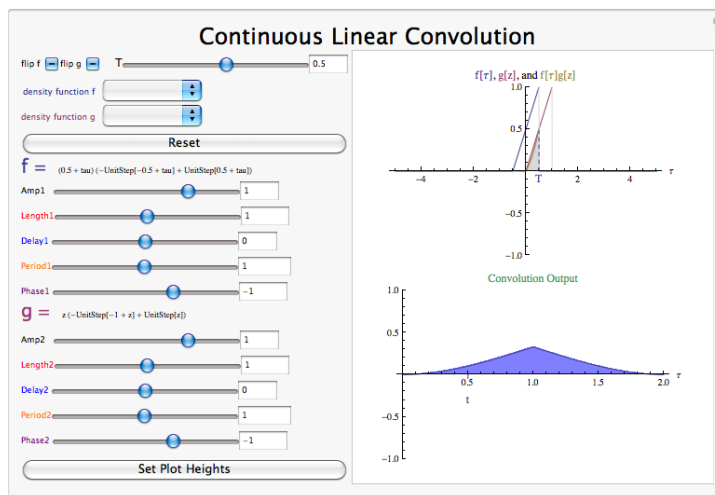 Continuous Linear Convolution
flip f flip g T 0.5
density function f
density function g
Reset
f = (0.5 + tau) (−UnitStep[−0.5 + tau] + UnitStep[0.5 + tau])
Amp1 1
Length1 1
Delay1 0
Period1 1
Phase1 −1
g = z (−UnitStep[−1 + z] + UnitStep[z])
Amp2 1
Length2 1
Delay2 0
Period2 1
Phase2 −1
Set Plot Heights
f[τ], g[z], and f[τ]g[z]
1.0
0.5
−4 −2 T 2 4 τ
−0.5
−1.0
Convolution Output
1.0
0.5
0.5 1.0 1.5 2.0 τ
t
−0.5
−1.0